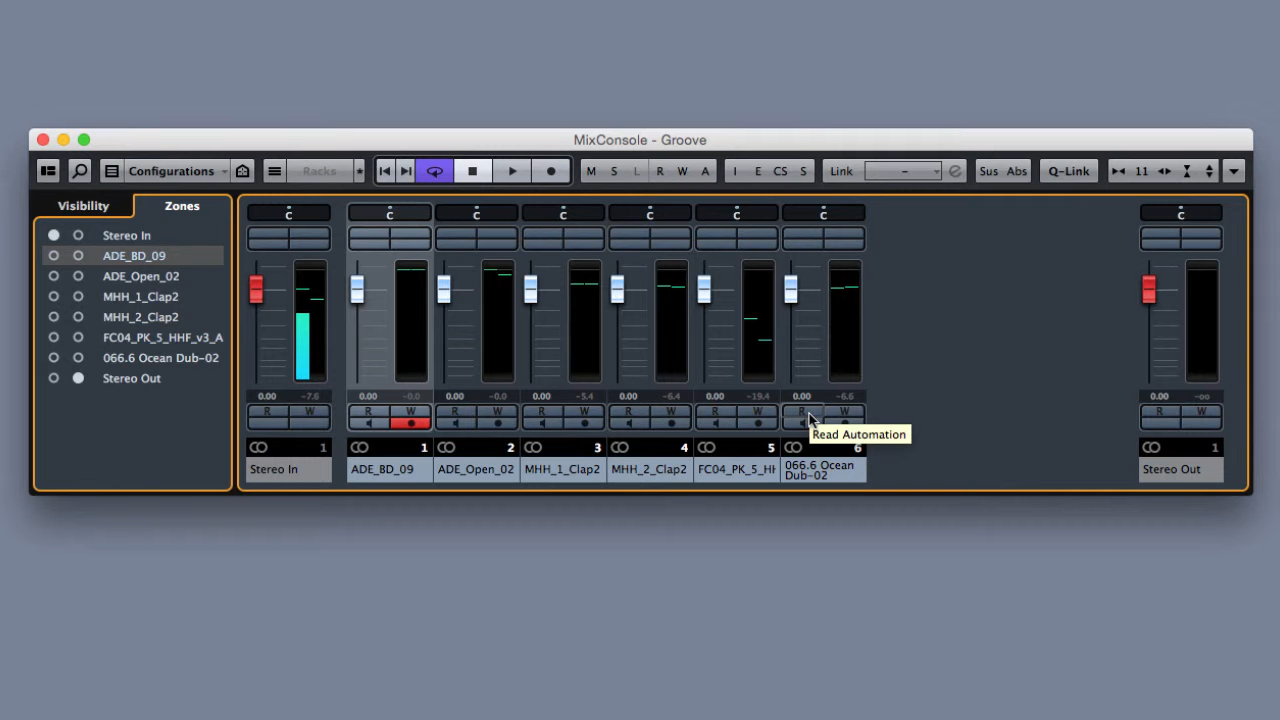 MixConsole - Groove
Configurations Racks M S L R W A I E CS S Link - Sus Abs Q-Link 11
Visibility Zones
Stereo In
ADE_BD_09
ADE_Open_02
MHH_1_Clap2
MHH_2_Clap2
FC04_PK_5_HHF_v3_A
066.6 Ocean Dub-02
Stereo Out
C C C C C C C C
0.00 -7.6 0.00 -0.0 0.00 -0.0 0.00 -5.4 0.00 -6.4 0.00 -19.4 0.00 -6.6 0.00 -∞
R W R W R W R W R W R W R W R W
Read Automation
1 1 2 3 4 5 6 1
Stereo In ADE_BD_09 ADE_Open_02 MHH_1_Clap2 MHH_2_Clap2 FC04_PK_5_HH 066.6 Ocean Stereo Out
Dub-02